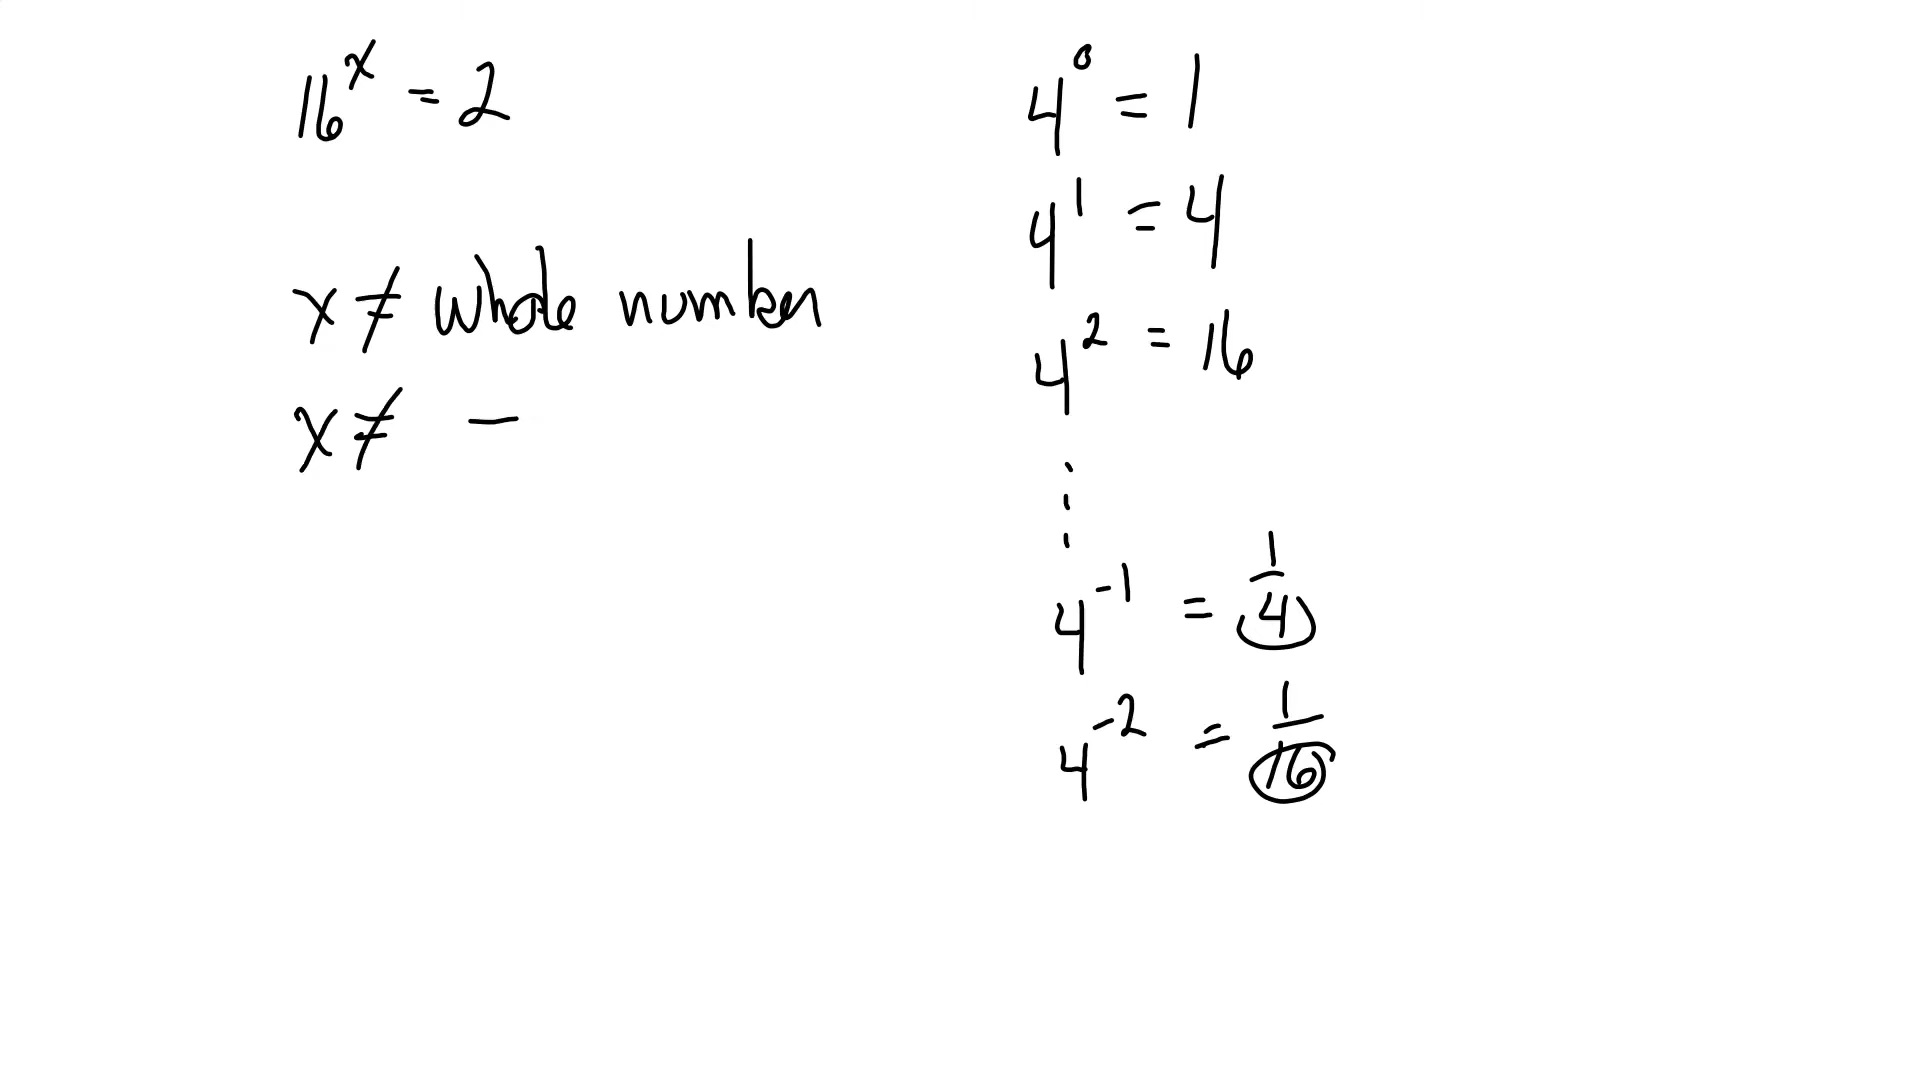 16^x = 2
x ≠ whole number
x ≠ -
4^0 = 1
4^1 = 4
4^2 = 16
⋮
4^-1 = 1/4
4^-2 = 1/16